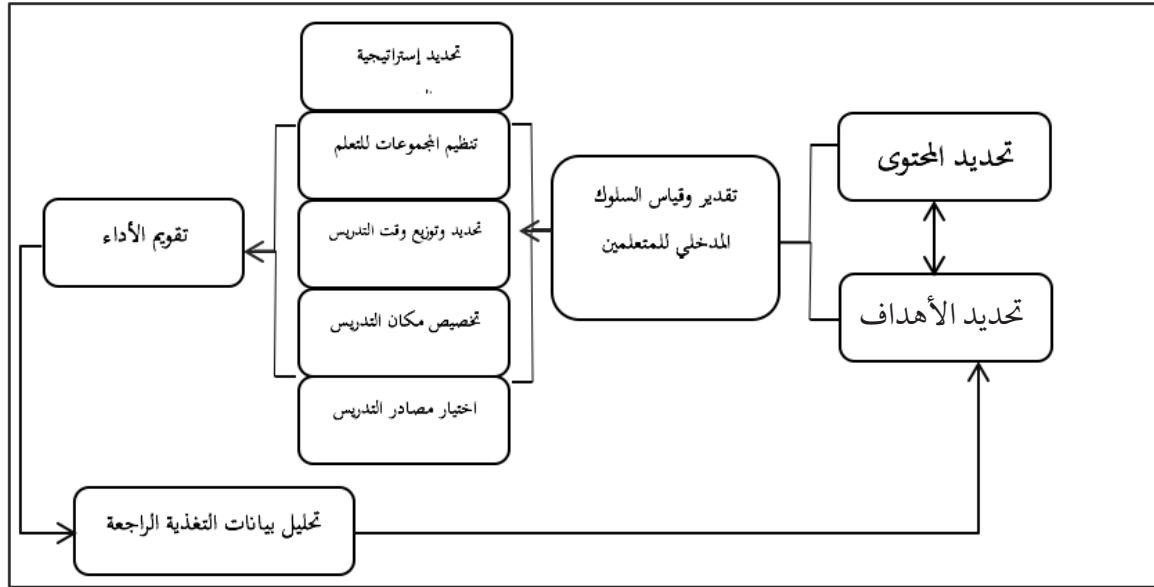 تحديد المحتوى
تحديد الأهداف
تقدير وقياس السلوك
المدخلي للمتعلمين
تحديد إستراتيجية
تنظيم المجموعات للتعلم
تحديد وتوزيع وقت التدريس
تخصيص مكان التدريس
اختيار مصادر التدريس
تقويم الأداء
تحليل بيانات التغذية الراجعة